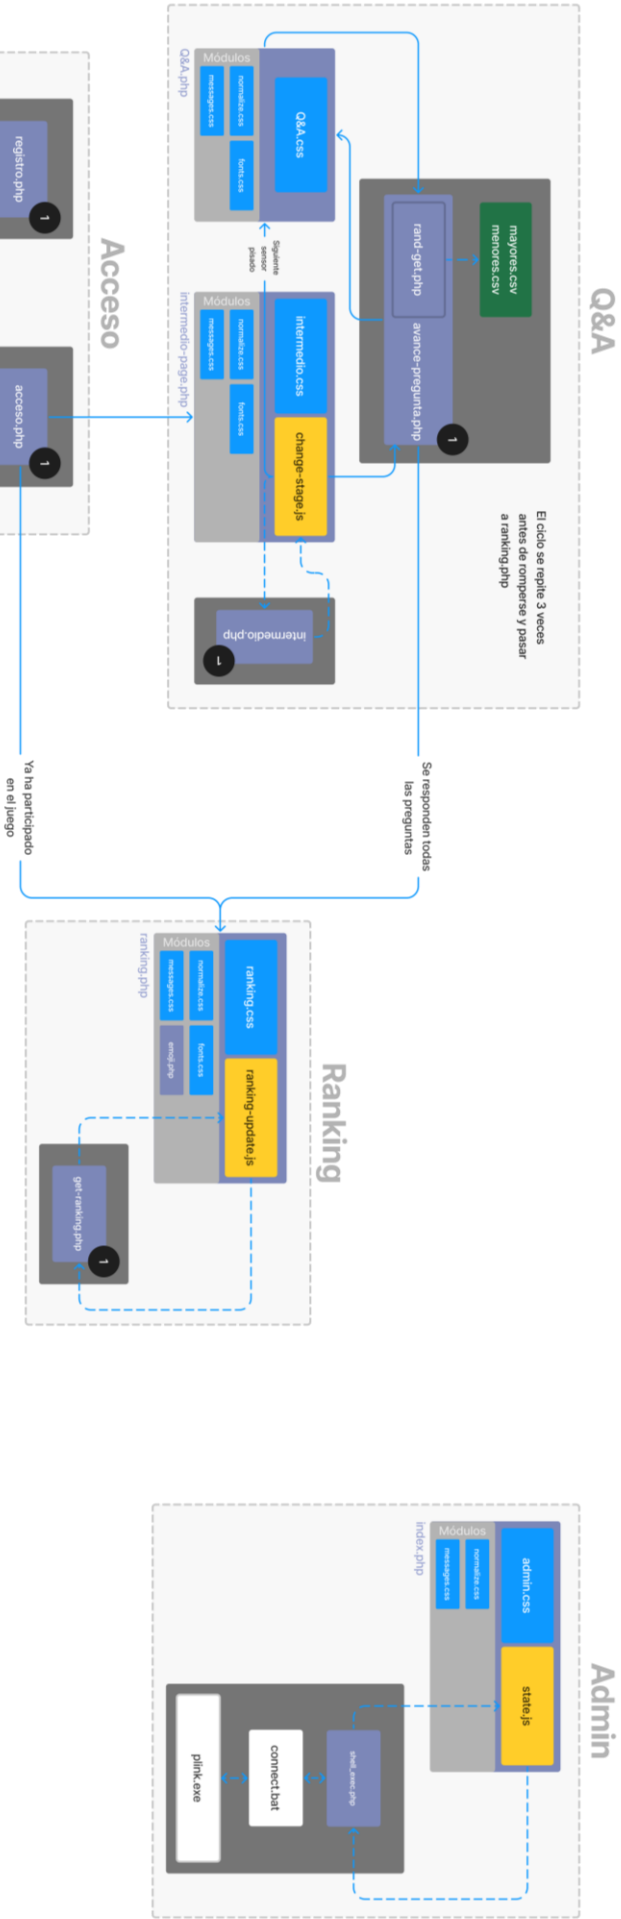 Q&A
mayores.csv
menores.csv
rand-get.php
avance-pregunta.php
1
El ciclo se repite 3 veces
antes de romperse y pasar
a ranking.php
Q&A.css
Módulos
normalize.css
fonts.css
messages.css
Q&A.php
Siguiente
sensor
pisado
intermedio.css
change-stage.js
Módulos
normalize.css
fonts.css
messages.css
intermedio-page.php
intermedio.php
1
Acceso
registro.php
1
acceso.php
1
Se responden todas
las preguntas
Ya ha participado
en el juego
Ranking
ranking.css
ranking-update.js
Módulos
normalize.css
fonts.css
messages.css
emoji.php
ranking.php
get-ranking.php
1
Admin
admin.css
state.js
Módulos
normalize.css
messages.css
index.php
shell_exec.php
connect.bat
plink.exe